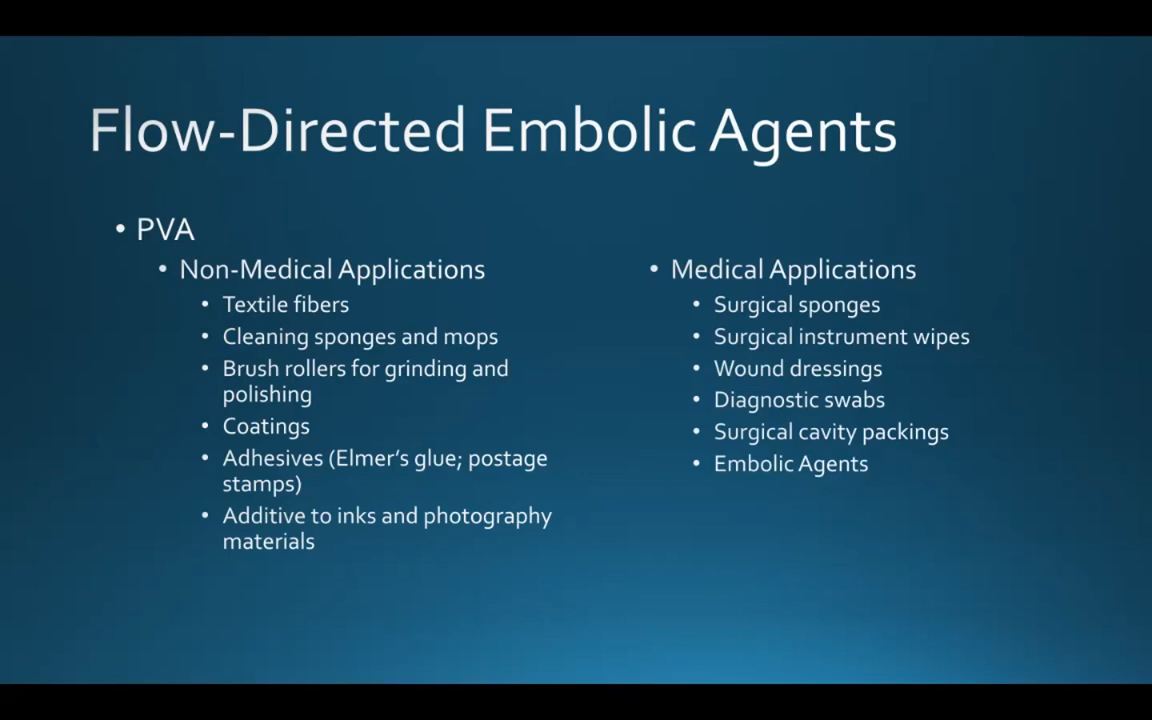 Flow-Directed Embolic Agents
• PVA
• Non-Medical Applications
• Textile fibers
• Cleaning sponges and mops
• Brush rollers for grinding and
polishing
• Coatings
• Adhesives (Elmer's glue; postage
stamps)
• Additive to inks and photography
materials
• Medical Applications
• Surgical sponges
• Surgical instrument wipes
• Wound dressings
• Diagnostic swabs
• Surgical cavity packings
• Embolic Agents